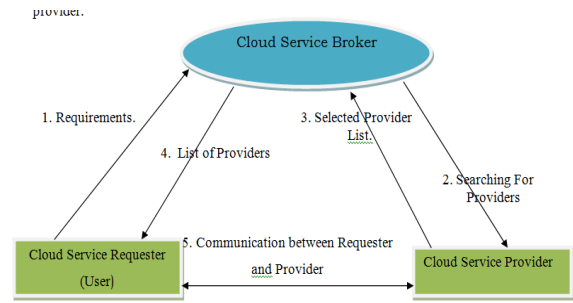 provider.
Cloud Service Broker
1. Requirements.
3. Selected Provider
List.
4. List of Providers
2. Searching For
Providers
5. Communication between Requester
and Provider
Cloud Service Requester
(User)
Cloud Service Provider